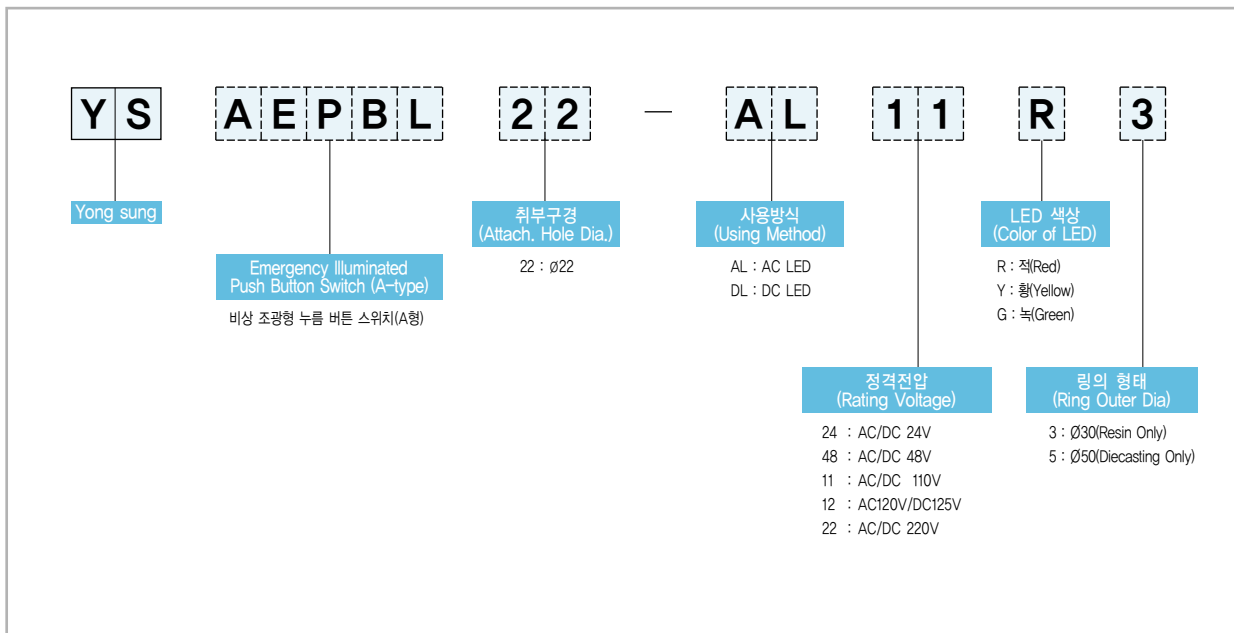 YS AEPBL 22 — AL 11 R 3
Yong sung
Emergency Illuminated
Push Button Switch (A-type)
비상 조광형 누름 버튼 스위치(A형)
취부구경
(Attach. Hole Dia.)
22 : ø22
사용방식
(Using Method)
AL : AC LED
DL : DC LED
정격전압
(Rating Voltage)
24 : AC/DC 24V
48 : AC/DC 48V
11 : AC/DC 110V
12 : AC120V/DC125V
22 : AC/DC 220V
LED 색상
(Color of LED)
R : 적(Red)
Y : 황(Yellow)
G : 녹(Green)
링의 형태
(Ring Outer Dia)
3 : Ø30(Resin Only)
5 : Ø50(Diecasting Only)